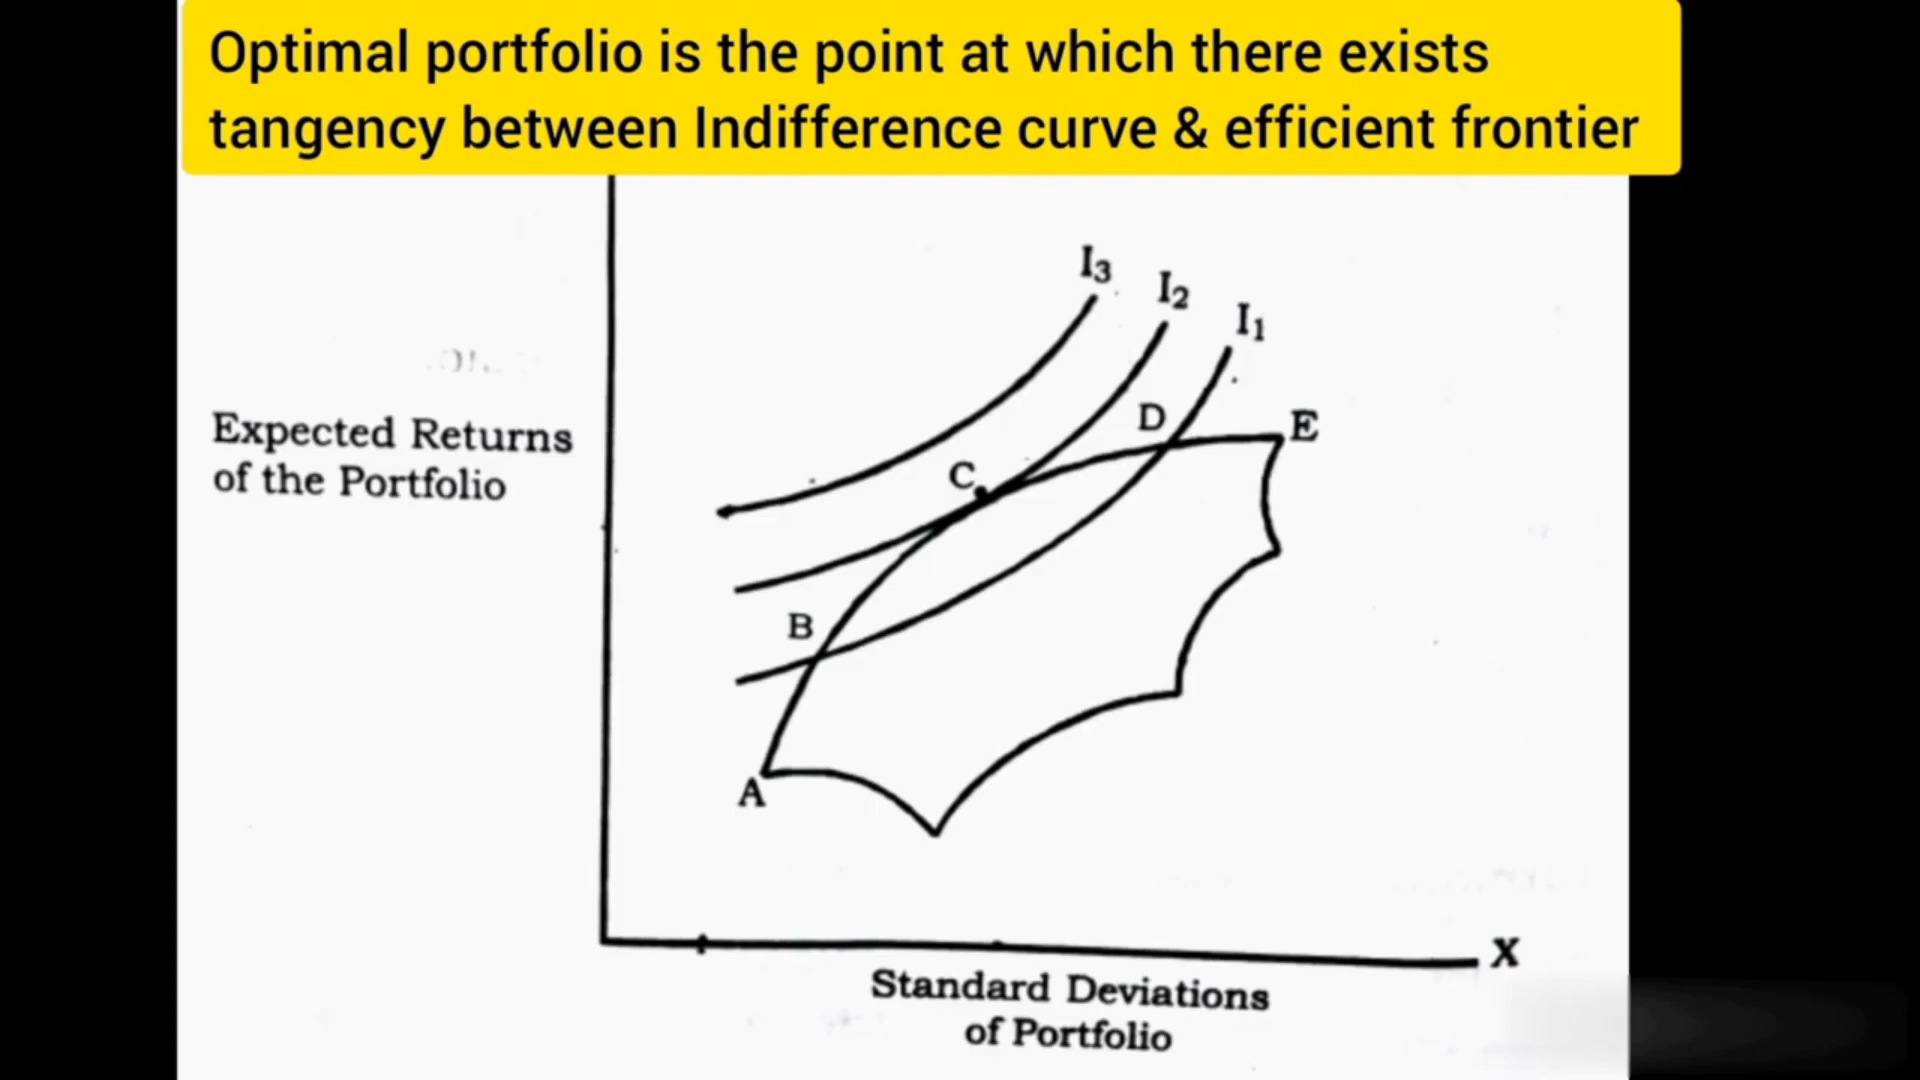 Optimal portfolio is the point at which there exists
tangency between Indifference curve & efficient frontier
I3
I2
I1
D
E
C
Expected Returns
of the Portfolio
B
A
X
Standard Deviations
of Portfolio